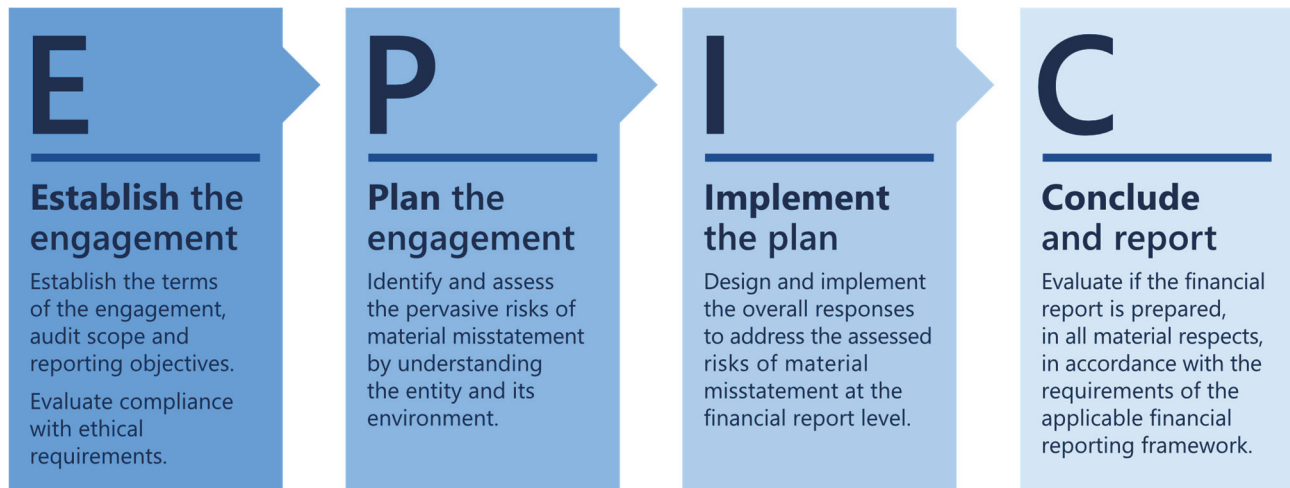 E
Establish the
engagement
Establish the terms
of the engagement,
audit scope and
reporting objectives.
Evaluate compliance
with ethical
requirements.
P
Plan the
engagement
Identify and assess
the pervasive risks of
material misstatement
by understanding
the entity and its
environment.
I
Implement
the plan
Design and implement
the overall responses
to address the assessed
risks of material
misstatement at the
financial report level.
C
Conclude
and report
Evaluate if the financial
report is prepared,
in all material respects,
in accordance with the
requirements of the
applicable financial
reporting framework.